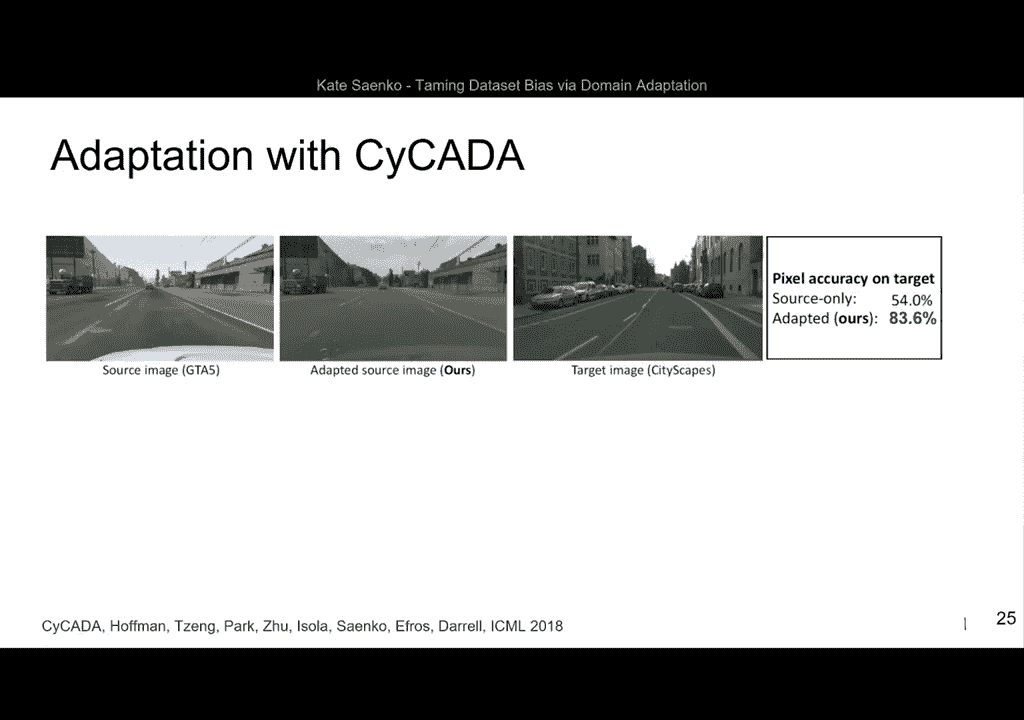 Kate Saenko - Taming Dataset Bias via Domain Adaptation
Adaptation with CyCADA
Pixel accuracy on target
Source-only: 54.0%
Adapted (ours): 83.6%
Source image (GTA5)
Adapted source image (Ours)
Target image (CityScapes)
CyCADA, Hoffman, Tzeng, Park, Zhu, Isola, Saenko, Efros, Darrell, ICML 2018
25